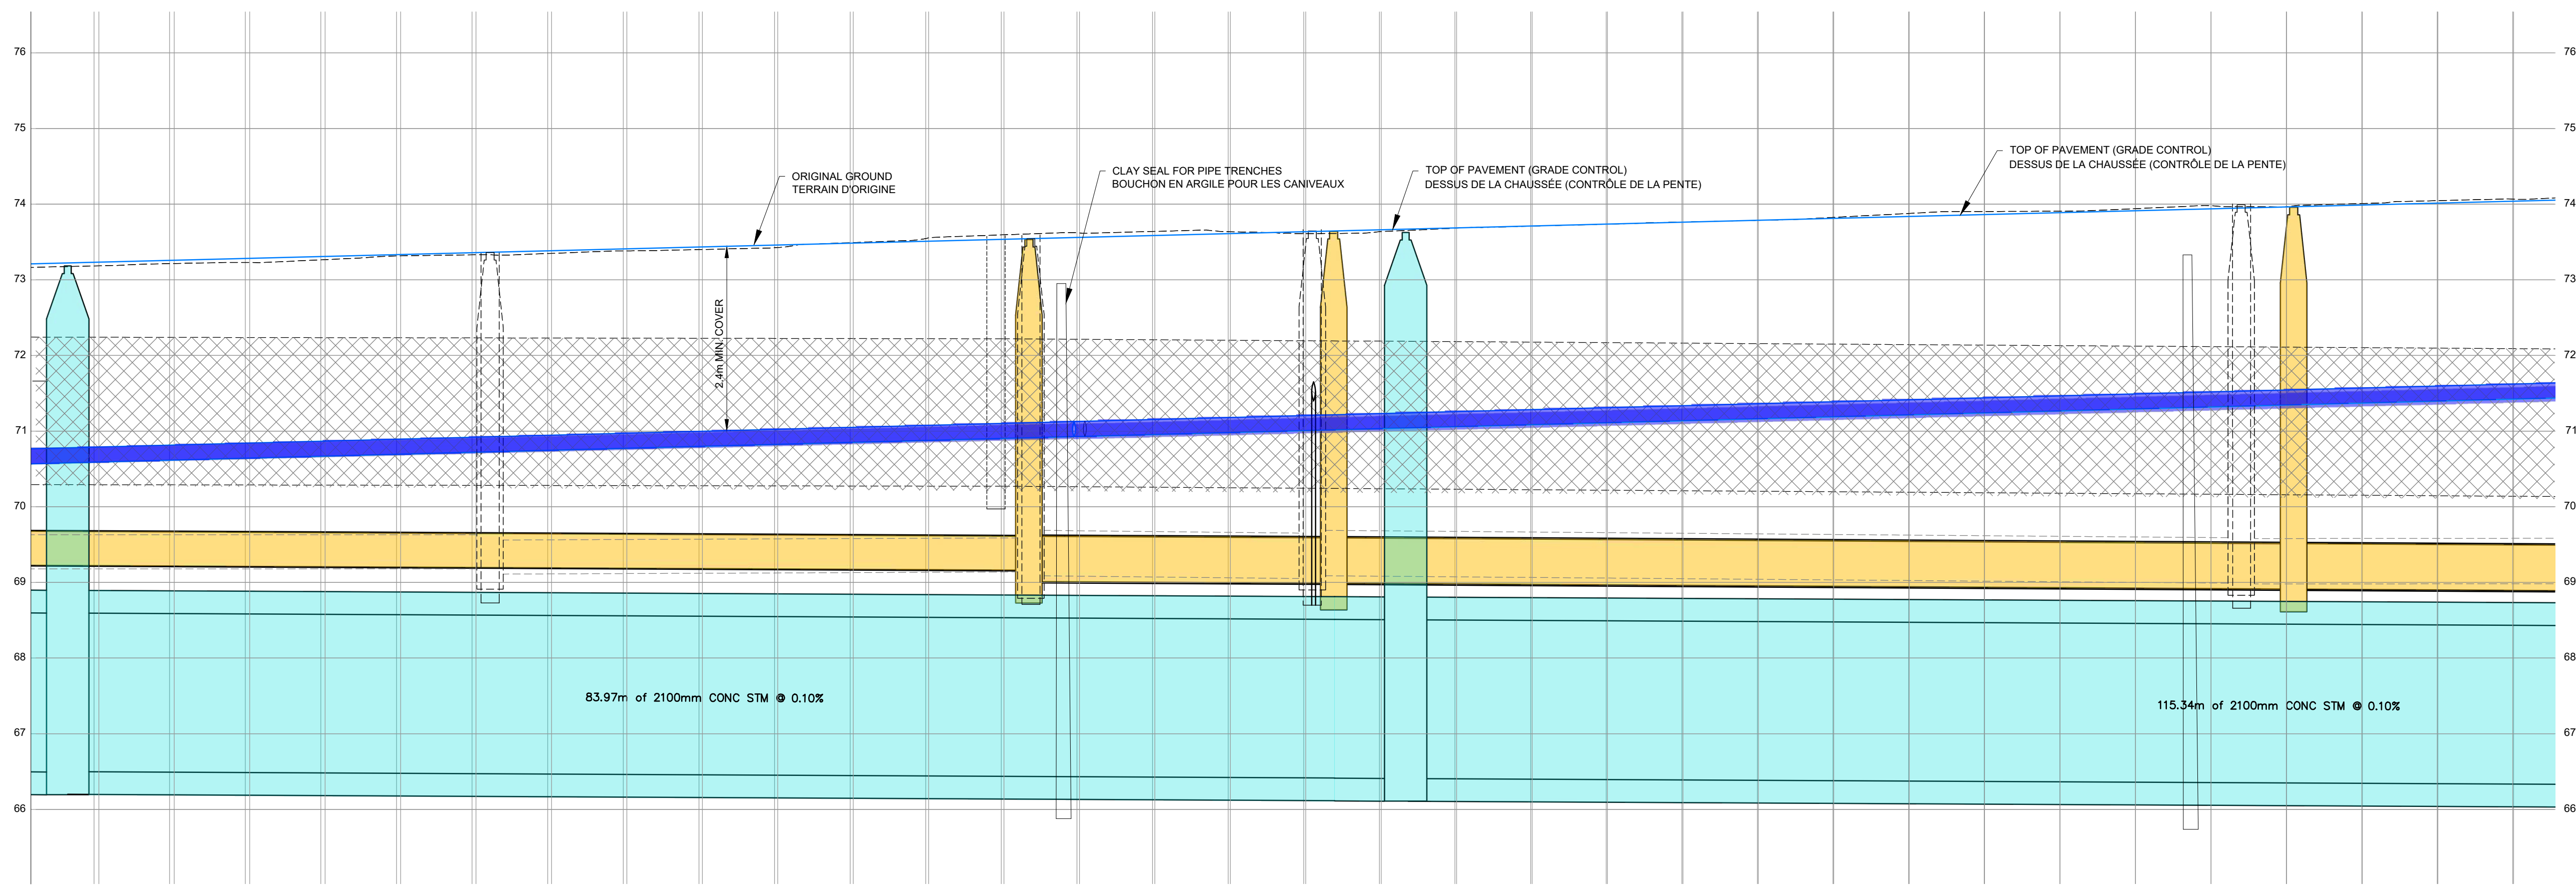 76 76
75 75
TOP OF PAVEMENT (GRADE CONTROL)
DESSUS DE LA CHAUSSÉE (CONTRÔLE DE LA PENTE)
CLAY SEAL FOR PIPE TRENCHES
BOUCHON EN ARGILE POUR LES CANIVEAUX
TOP OF PAVEMENT (GRADE CONTROL)
DESSUS DE LA CHAUSSÉE (CONTRÔLE DE LA PENTE)
ORIGINAL GROUND
TERRAIN D'ORIGINE
74 74
73 73
2.4m MIN. COVER
72 72
71 71
70 70
69 69
68 68
83.97m of 2100mm CONC STM @ 0.10%
115.34m of 2100mm CONC STM @ 0.10%
67 67
66 66